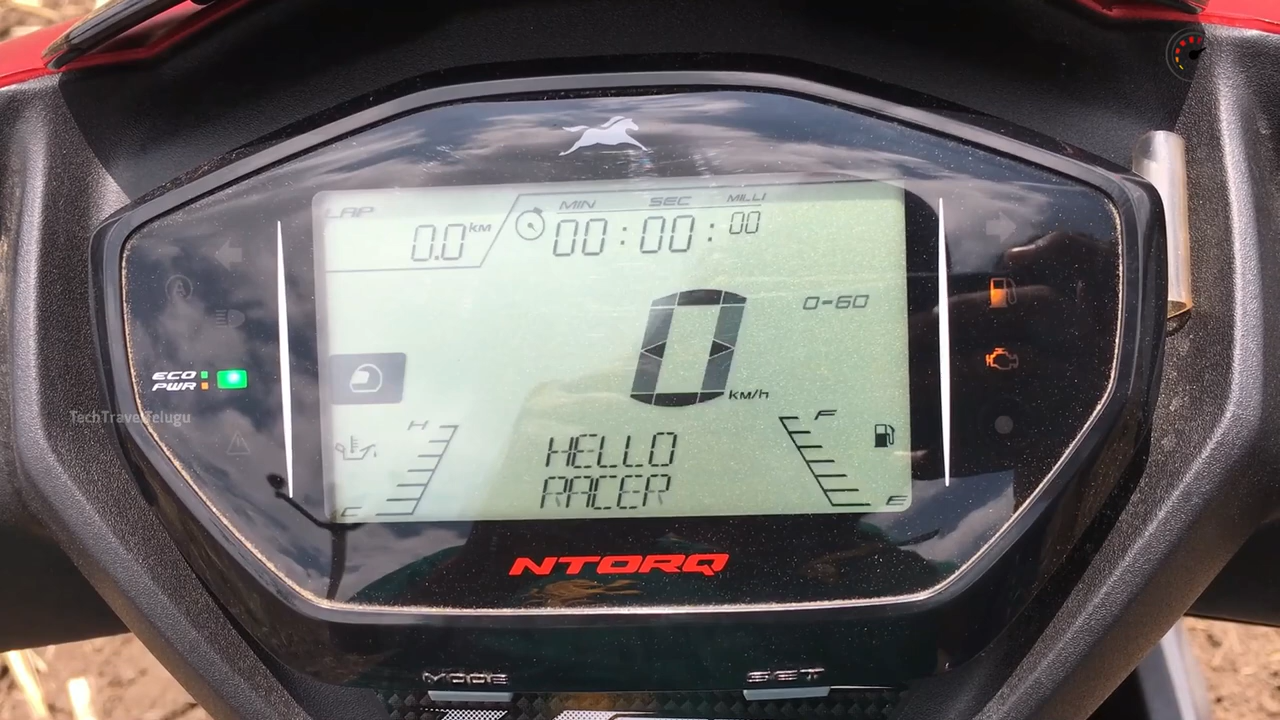 LAP
MIN SEC MILLI
0.0 KM 00:00:00
0-60
0 KM/H
ECO
PWR
TechTravelTelugu
H
F
HELLO
C
RACER
E
NTORQ
MODE
SET
A